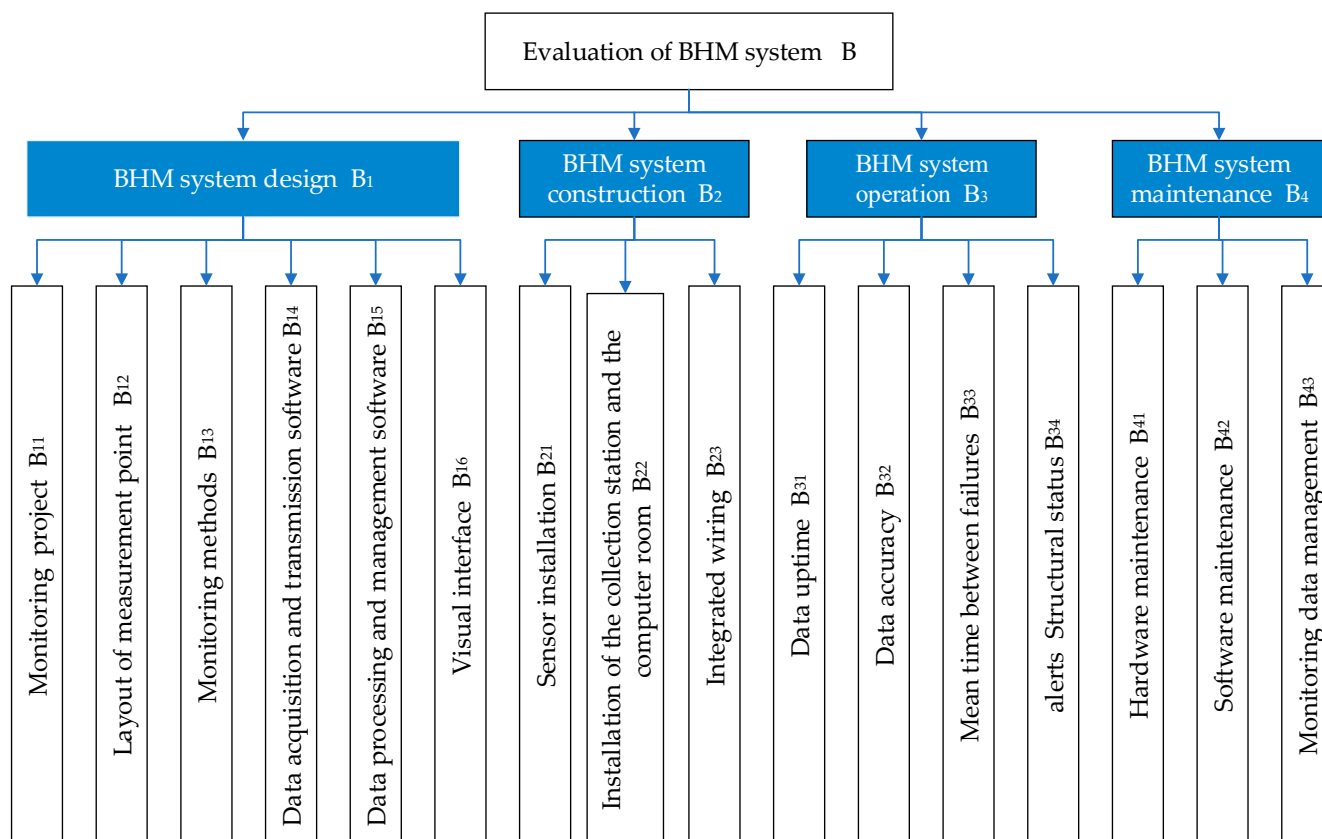 Evaluation of BHM system B
BHM system design B1
BHM system
construction B2
BHM system
operation B3
BHM system
maintenance B4
Monitoring project B11
Layout of measurement point B12
Monitoring methods B13
Data acquisition and transmission software B14
Data processing and management software B15
Visual interface B16
Sensor installation B21
Installation of the collection station and the
computer room B22
Integrated wiring B23
Data uptime B31
Data accuracy B32
Mean time between failures B33
alerts Structural status B34
Hardware maintenance B41
Software maintenance B42
Monitoring data management B43